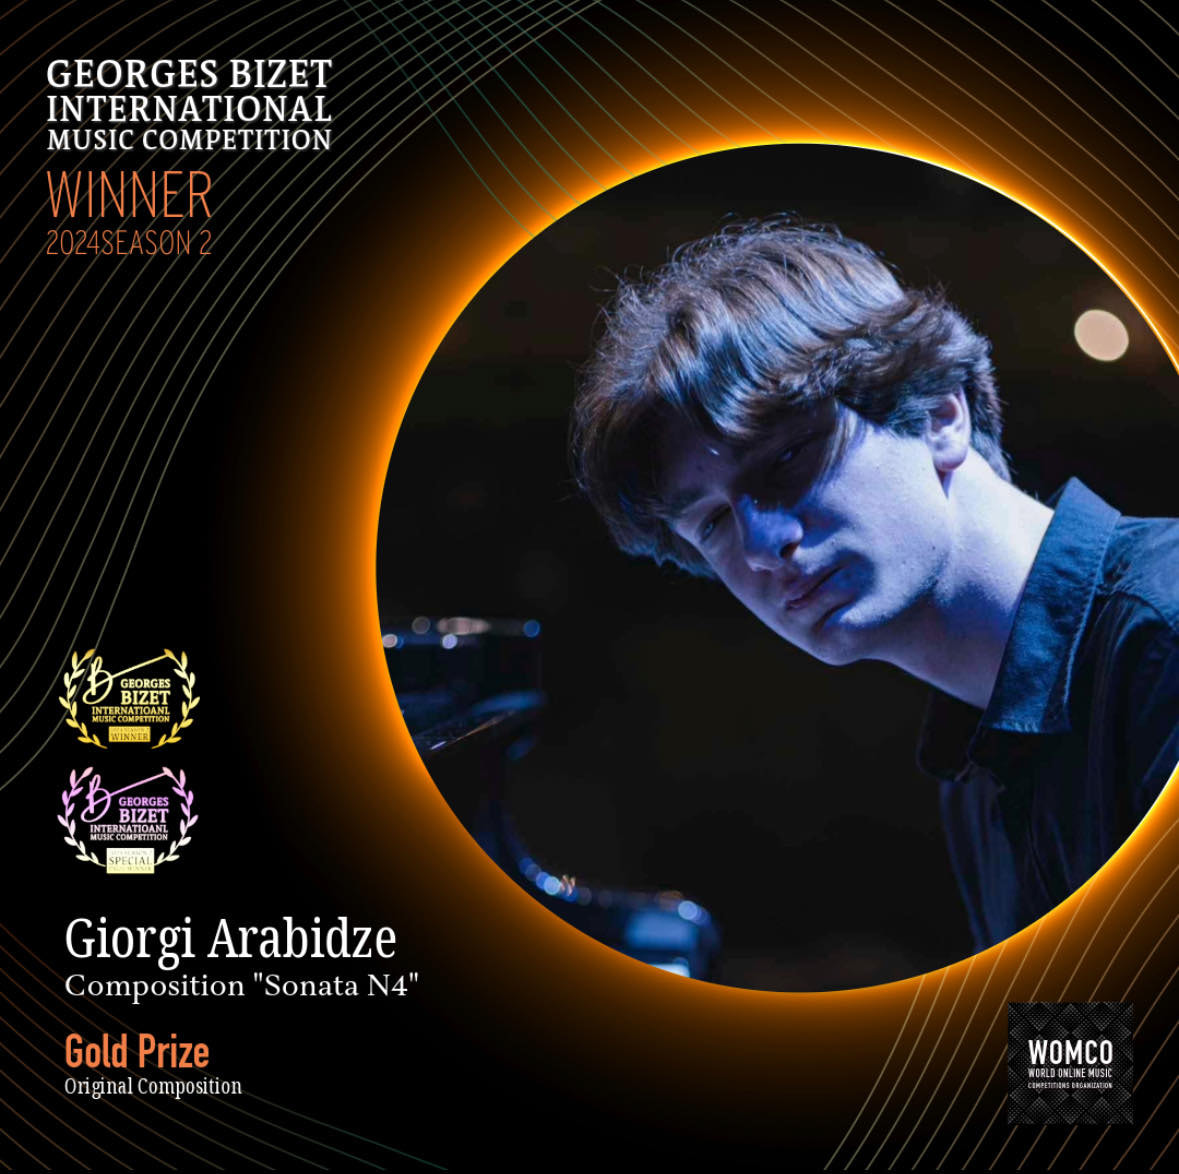 GEORGES BIZET
INTERNATIONAL
MUSIC COMPETITION
WINNER
2024SEASON 2
GEORGES
BIZET
INTERNATIOANL
MUSIC COMPETITION
WINNER
GEORGES
BIZET
INTERNATIOANL
MUSIC COMPETITION
SPECIAL
Giorgi Arabidze
Composition "Sonata N4"
Gold Prize
Original Composition
WOMCO
WORLD ONLINE MUSIC
COMPETITIONS ORGANIZATION